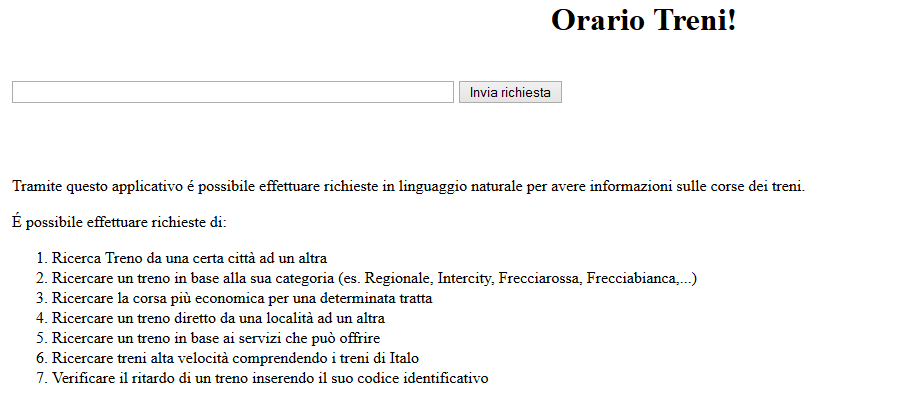 Orario Treni!
Invia richiesta
Tramite questo applicativo é possibile effettuare richieste in linguaggio naturale per avere informazioni sulle corse dei treni.
É possibile effettuare richieste di:
1. Ricerca Treno da una certa città ad un altra
2. Ricercare un treno in base alla sua categoria (es. Regionale, Intercity, Frecciarossa, Frecciabianca,...)
3. Ricercare la corsa più economica per una determinata tratta
4. Ricercare un treno diretto da una località ad un altra
5. Ricercare un treno in base ai servizi che può offrire
6. Ricercare treni alta velocità comprendendo i treni di Italo
7. Verificare il ritardo di un treno inserendo il suo codice identificativo